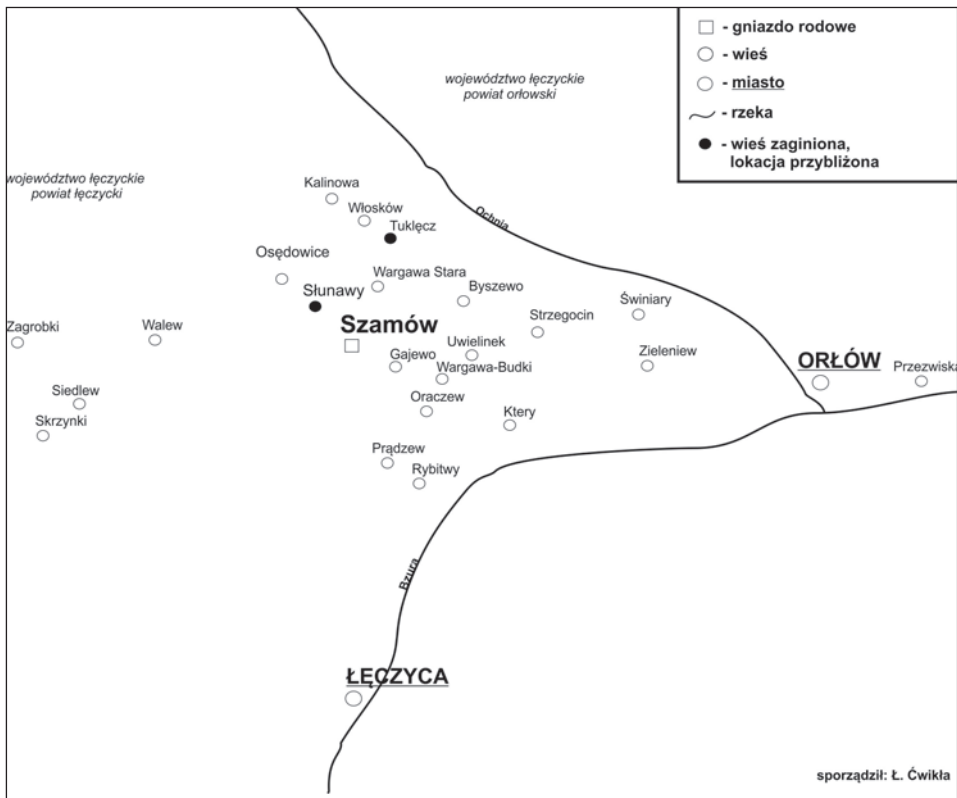 - gniazdo rodowe
- wieś
- miasto
- rzeka
- wieś zaginiona,
lokacja przybliżona
województwo łęczyckie
powiat orłowski
województwo łęczyckie
powiat łęczycki
Kalinowa
Włosków
Tuklęcz
Ochnia
Osędowice
Wargawa Stara
Słunawy
Byszewo
Świniary
Strzegocin
Zagrobki
Walew
Szamów
Uwielinek
Gajewo
Wargawa-Budki
Zieleniew
ORŁÓW
Przezwiska
Siedlew
Skrzynki
Oraczew
Ktery
Prądzew
Rybitwy
Bzura
ŁĘCZYCA
sporządził: Ł. Ćwikła